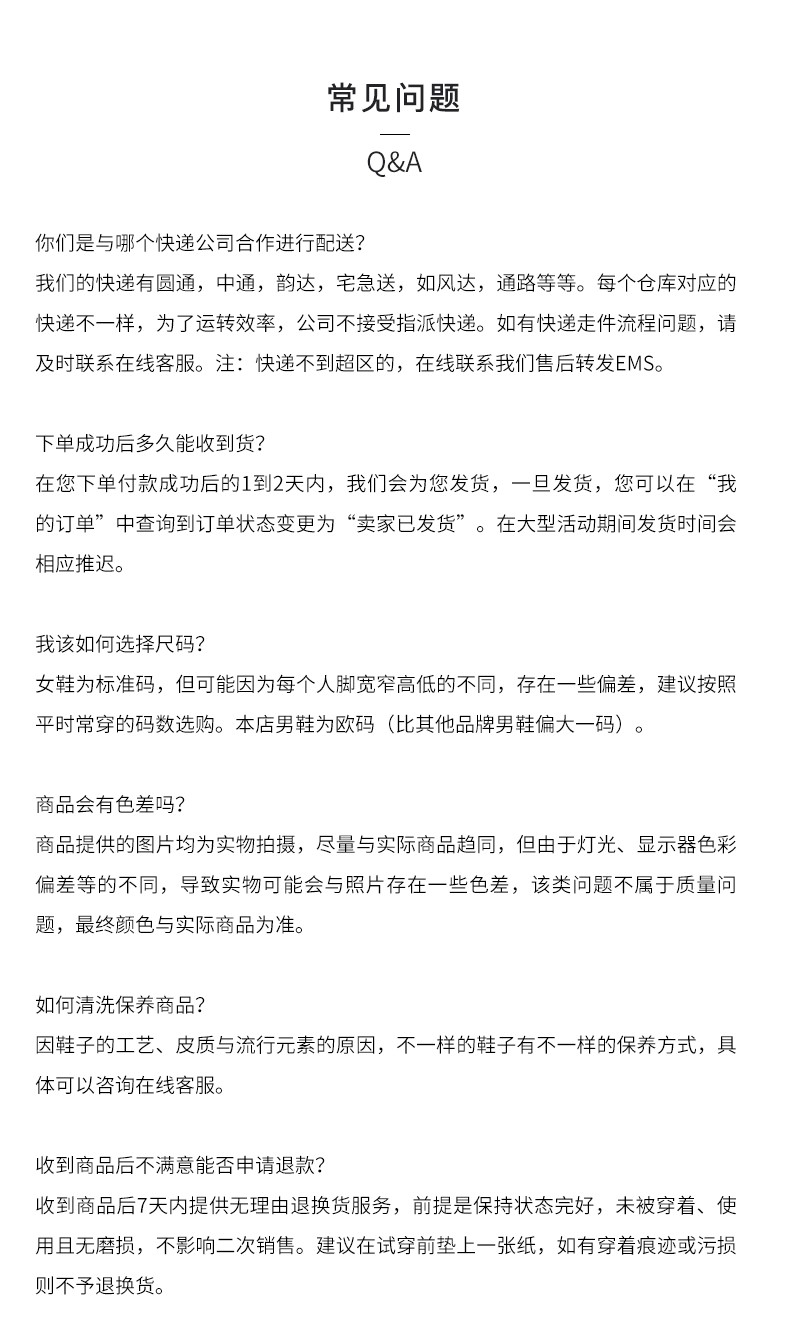 常见问题
Q&A
你们是与哪个快递公司合作进行配送？
我们的快递有圆通，中通，韵达，宅急送，如风达，通路等等。每个仓库对应的
快递不一样，为了运转效率，公司不接受指派快递。如有快递走件流程问题，请
及时联系在线客服。注：快递不到超区的，在线联系我们售后转发EMS。
下单成功后多久能收到货？
在您下单付款成功后的1到2天内，我们会为您发货，一旦发货，您可以在“我
的订单”中查询到订单状态变更为“卖家已发货”。在大型活动期间发货时间会
相应推迟。
我该如何选择尺码？
女鞋为标准码，但可能因为每个人脚宽窄高低的不同，存在一些偏差，建议按照
平时常穿的码数选购。本店男鞋为欧码（比其他品牌男鞋偏大一码）。
商品会有色差吗？
商品提供的图片均为实物拍摄，尽量与实际商品趋同，但由于灯光、显示器色彩
偏差等的不同，导致实物可能会与照片存在一些色差，该类问题不属于质量问
题，最终颜色与实际商品为准。
如何清洗保养商品？
因鞋子的工艺、皮质与流行元素的原因，不一样的鞋子有不一样的保养方式，具
体可以咨询在线客服。
收到商品后不满意能否申请退款？
收到商品后7天内提供无理由退换货服务，前提是保持状态完好，未被穿着、使
用且无磨损，不影响二次销售。建议在试穿前垫上一张纸，如有穿着痕迹或污损
则不予退换货。